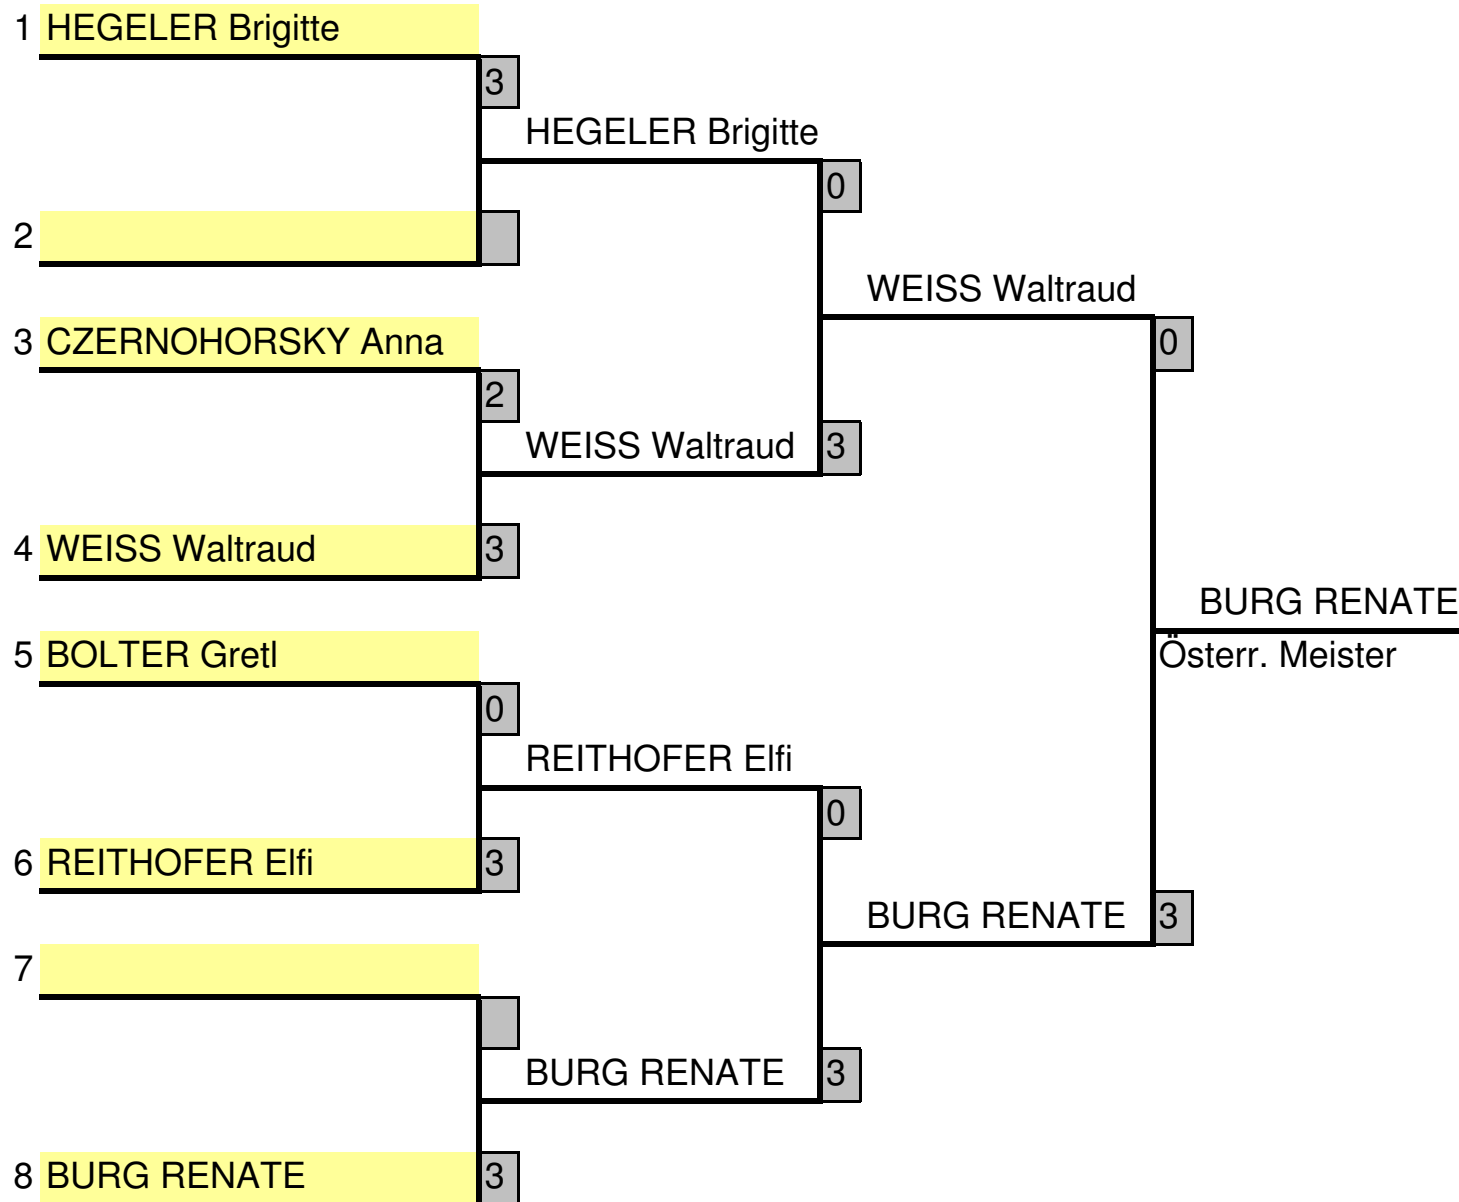 1 HEGELER Brigitte
3
HEGELER Brigitte
0
2
WEISS Waltraud
3 CZERNOHORSKY Anna
0
2
WEISS Waltraud 3
4 WEISS Waltraud 3
BURG RENATE
5 BOLTER Gretl
Österr. Meister
0
REITHOFER Elfi
0
6 REITHOFER Elfi 3
BURG RENATE 3
7
BURG RENATE 3
8 BURG RENATE 3